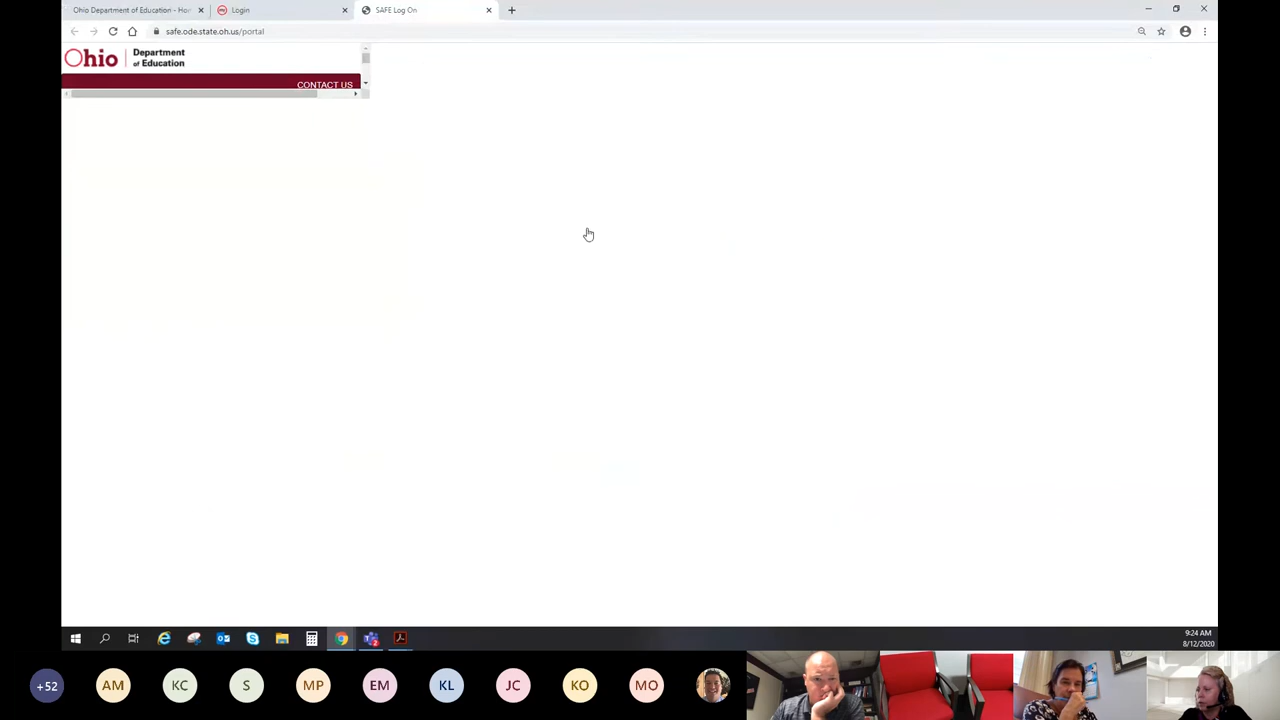 Ohio Department of Education - Ho
Login
SAFE Log On
safe.ode.state.oh.us/portal
Ohio
Department
of Education
CONTACT US
9:24 AM
8/12/2020
+52
AM
KC
S
MP
EM
KL
JC
KO
MO